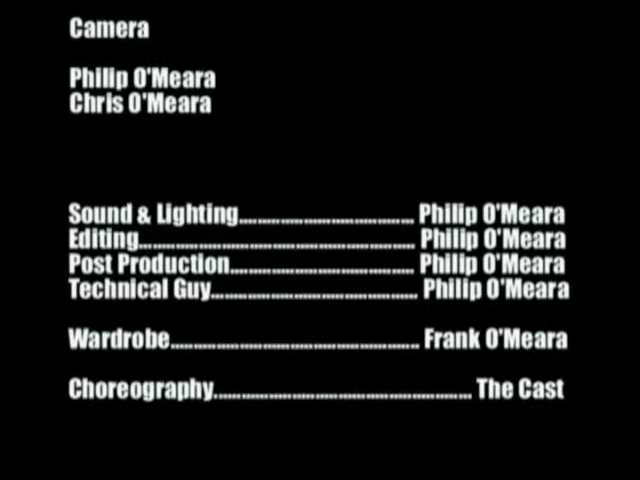 Camera
Philip O'Meara
Chris O'Meara
Sound & Lighting...................................... Philip O'Meara
Editing............................................................ Philip O'Meara
Post Production........................................ Philip O'Meara
Technical Guy............................................. Philip O'Meara
Wardrobe...................................................... Frank O'Meara
Choreography........................................................ The Cast